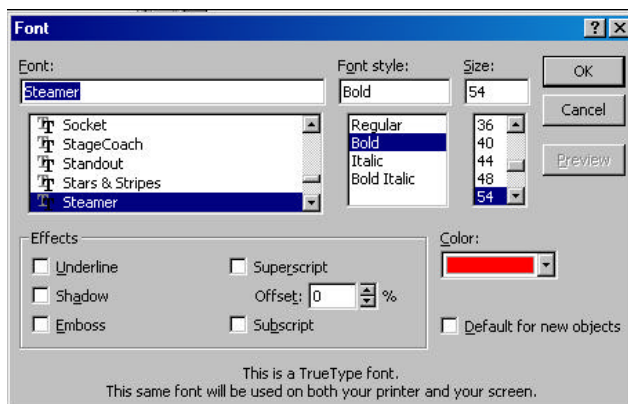 Font
Font:
Font style:
Size:
Steamer
Bold
54
OK
Cancel
Preview
Socket
StageCoach
Standout
Stars & Stripes
Steamer
Regular
Bold
Italic
Bold Italic
36
40
44
48
54
Effects
Underline
Shadow
Emboss
Superscript
Offset: 0 %
Subscript
Color:
Default for new objects
This is a TrueType font.
This same font will be used on both your printer and your screen.